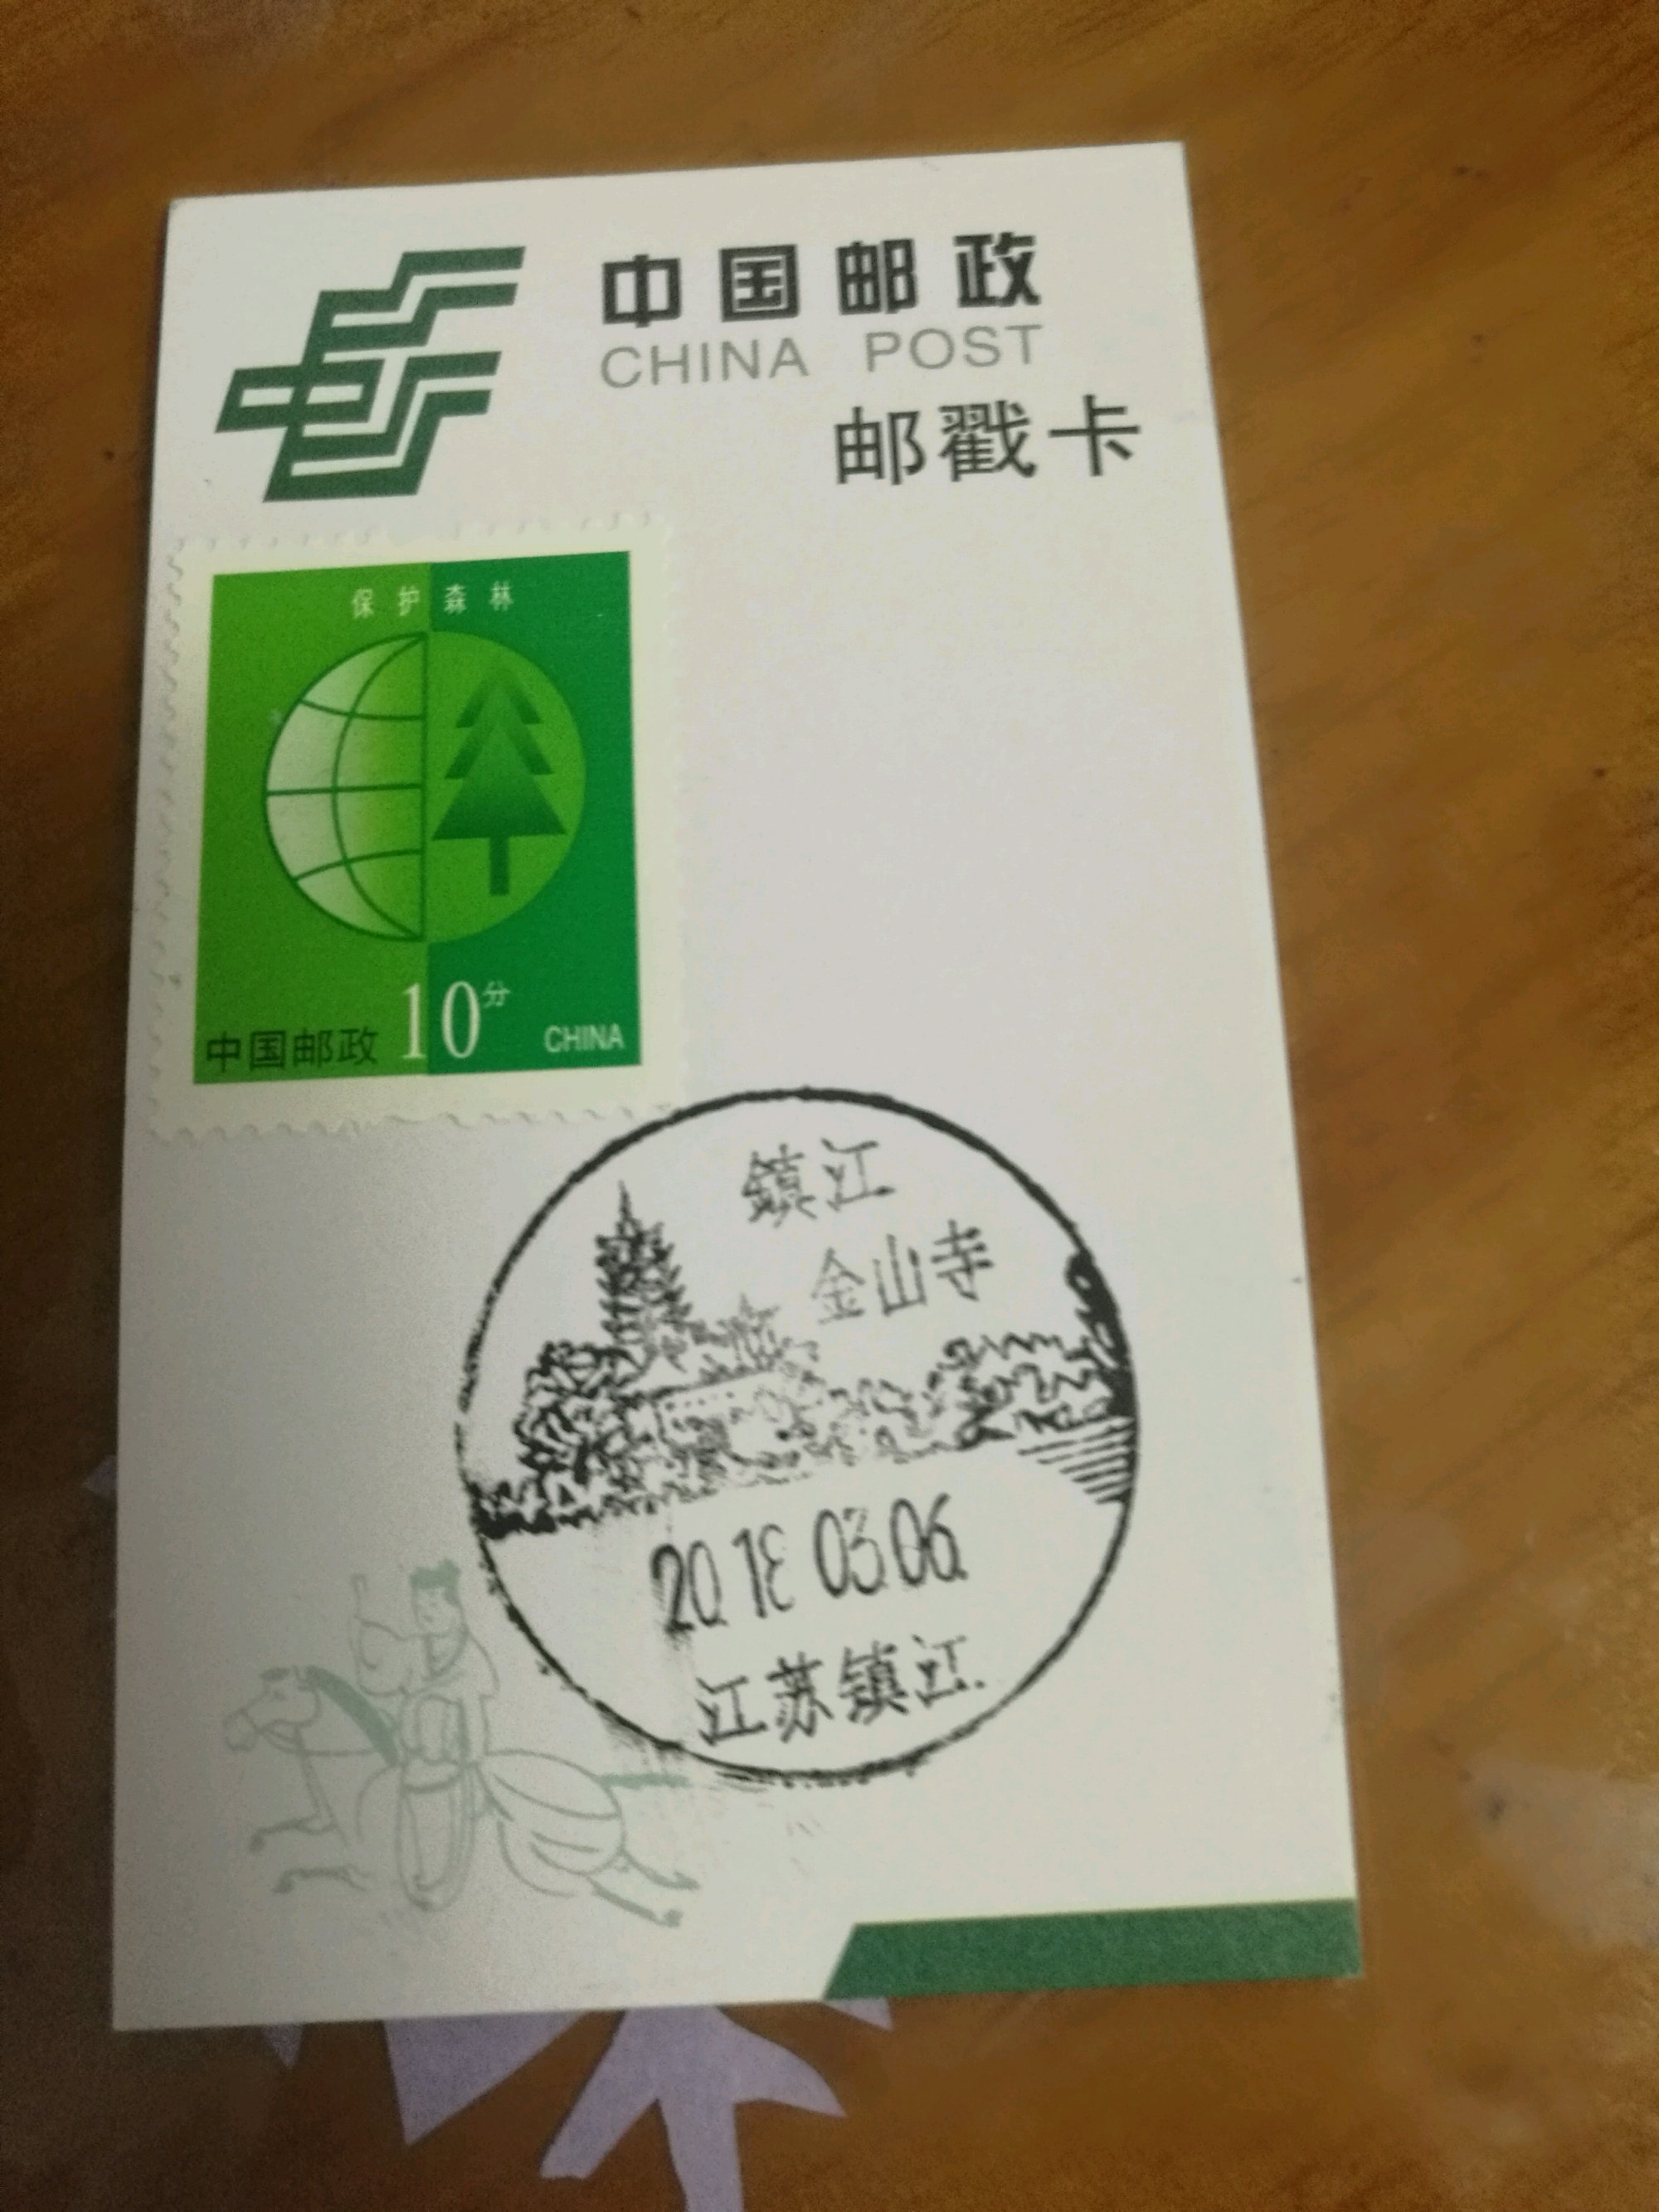 中国邮政
CHINA POST
邮戳卡
保护森林
中国邮政 10分 CHINA
鎮江
金山寺
2018.03.06.
江苏镇江